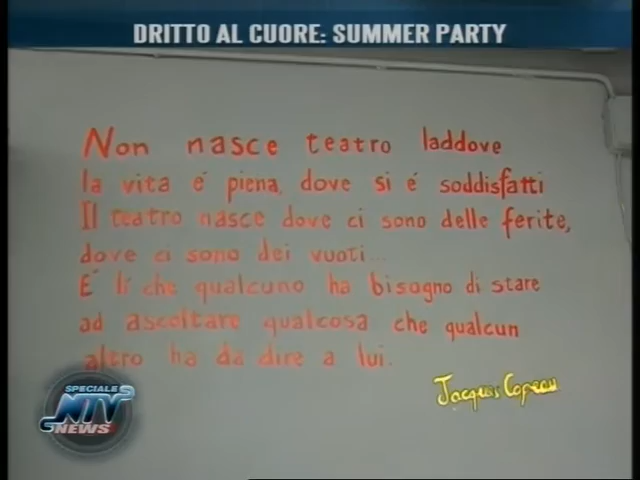 DRITTO AL CUORE: SUMMER PARTY
Non nasce teatro laddove
la vita é piena, dove si é soddisfatti
Il teatro nasce dove ci sono delle ferite,
dove ci sono dei vuoti...
E' lí che qualcuno ha bisogno di stare
ad ascoltare qualcosa che qualcun
altro ha da dire a lui.
Jacques Copeau
SPECIALE
NTV
NEWS